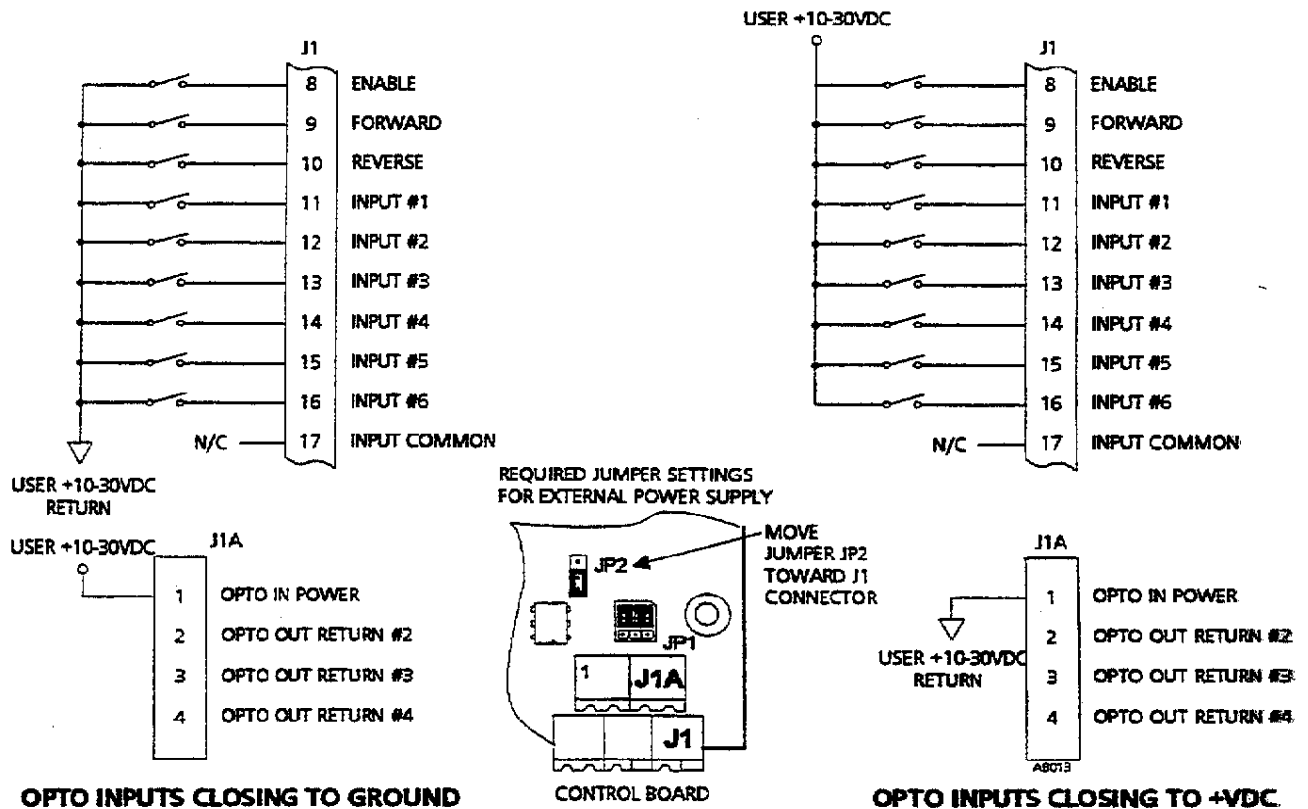 J1
8 ENABLE
9 FORWARD
10 REVERSE
11 INPUT #1
12 INPUT #2
13 INPUT #3
14 INPUT #4
15 INPUT #5
16 INPUT #6
N/C 17 INPUT COMMON
USER +10-30VDC
RETURN
USER +10-30VDC
J1A
1 OPTO IN POWER
2 OPTO OUT RETURN #2
3 OPTO OUT RETURN #3
4 OPTO OUT RETURN #4
OPTO INPUTS CLOSING TO GROUND
REQUIRED JUMPER SETTINGS
FOR EXTERNAL POWER SUPPLY
JP2
MOVE
JUMPER JP2
TOWARD J1
CONNECTOR
JP1
1 J1A
J1
CONTROL BOARD
USER +10-30VDC
J1
8 ENABLE
9 FORWARD
10 REVERSE
11 INPUT #1
12 INPUT #2
13 INPUT #3
14 INPUT #4
15 INPUT #5
16 INPUT #6
N/C 17 INPUT COMMON
J1A
1 OPTO IN POWER
2 OPTO OUT RETURN #2
3 OPTO OUT RETURN #3
4 OPTO OUT RETURN #4
USER +10-30VDC
RETURN
A8013
OPTO INPUTS CLOSING TO +VDC